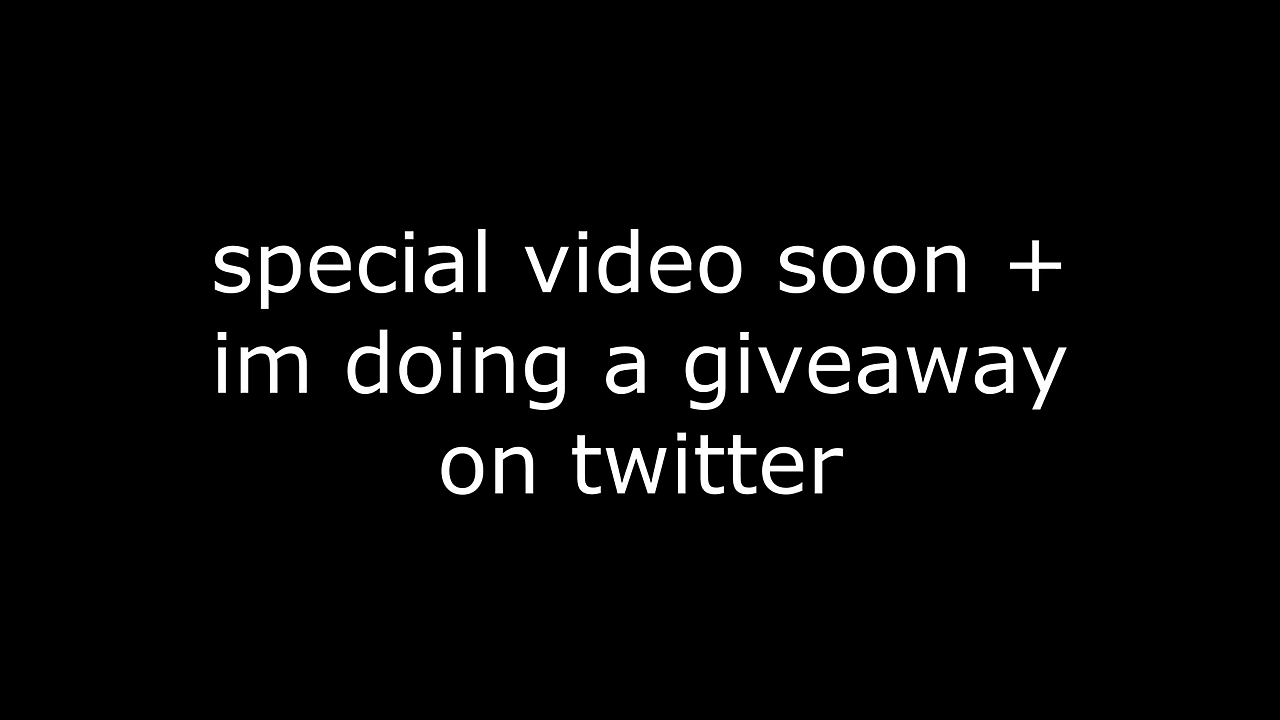 special video soon +
im doing a giveaway
on twitter